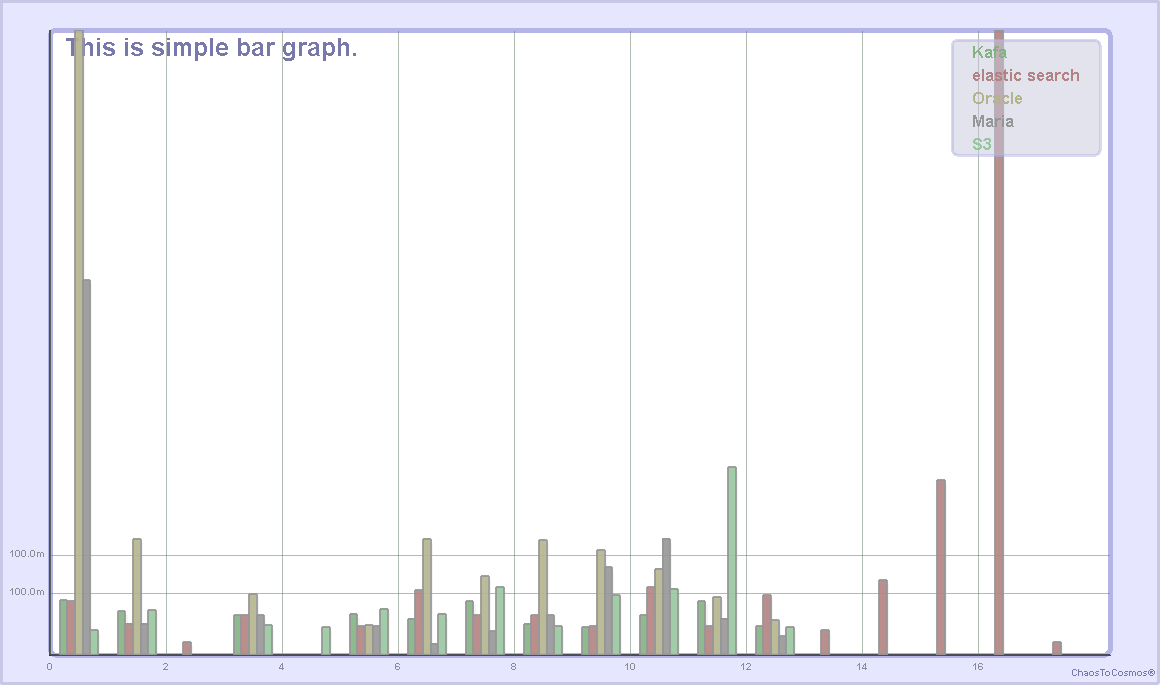 This is simple bar graph.
Kafa
elastic search
Oracle
Maria
S3
100.0m
100.0m
0 2 4 6 8 10 12 14 16
ChaosToCosmos®